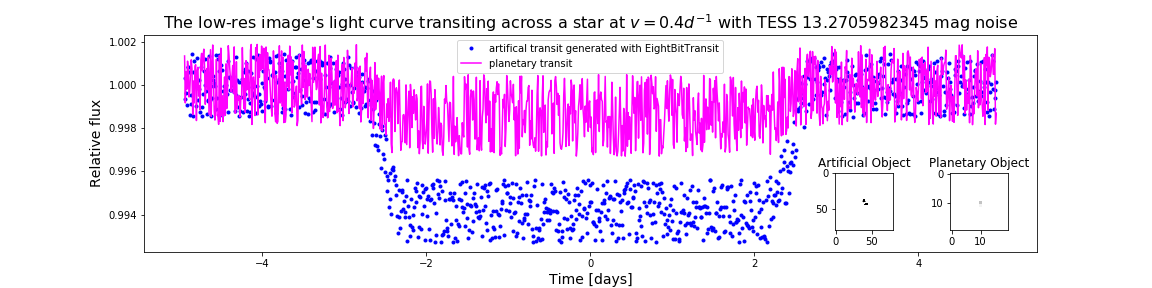 The low-res image's light curve transiting across a star at v = 0.4d⁻¹ with TESS 13.2705982345 mag noise
artifical transit generated with EightBitTransit
planetary transit
Relative flux
1.002
1.000
0.998
0.996
0.994
Artificial Object
0
50
0
50
Planetary Object
0
10
0
10
−4
−2
0
2
4
Time [days]